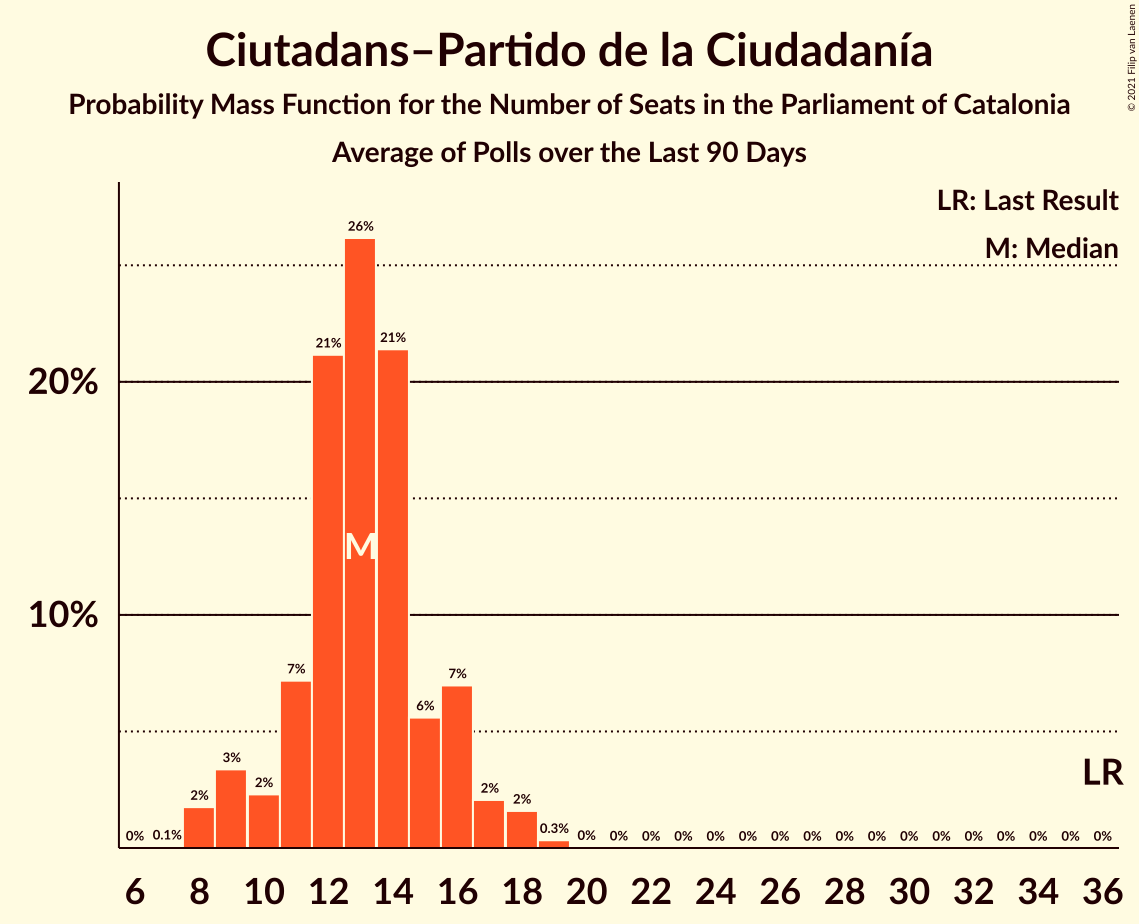 Ciutadans–Partido de la Ciudadanía
Probability Mass Function for the Number of Seats in the Parliament of Catalonia
Average of Polls over the Last 90 Days
© 2021 Filip van Laenen
LR: Last Result
M: Median
20%
10%
0% 0.1% 2% 3% 2% 7% 21% 26% 21% 6% 7% 2% 2% 0.3% 0% 0% 0% 0% 0% 0% 0% 0% 0% 0% 0% 0% 0% 0% 0% 0% 0%
M
LR
6 8 10 12 14 16 18 20 22 24 26 28 30 32 34 36